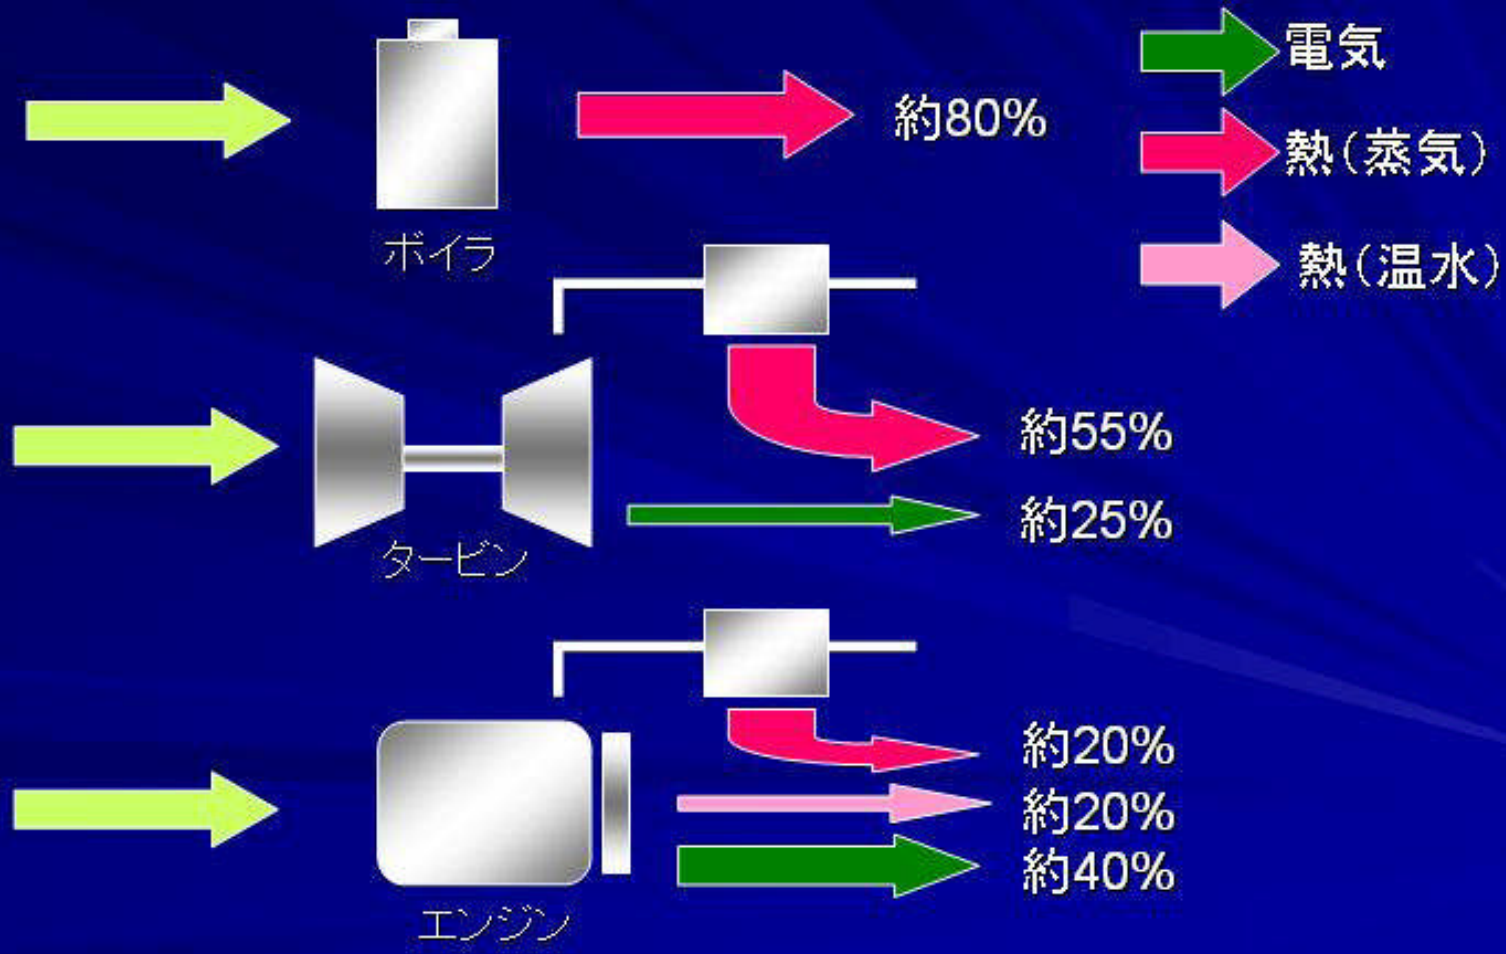 電気
約80%
熱(蒸気)
ボイラ
熱(温水)
約55%
約25%
タービン
約20%
約20%
約40%
エンジン